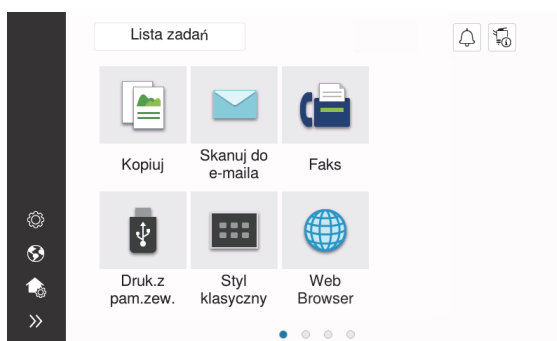 Lista zadań
Kopiuj
Skanuj do
e-maila
Faks
Druk.z
pam.zew.
Styl
klasyczny
Web
Browser